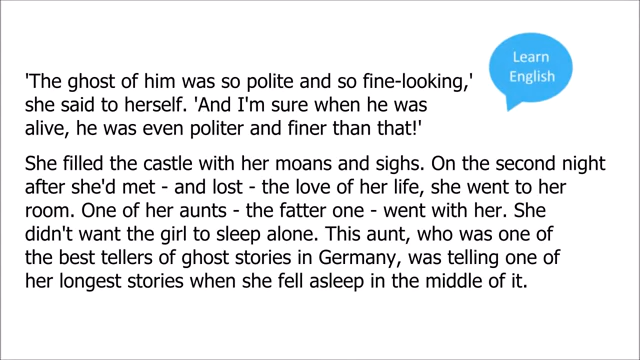 Learn
English
'The ghost of him was so polite and so fine-looking,'
she said to herself. 'And I'm sure when he was
alive, he was even politer and finer than that!'
She filled the castle with her moans and sighs. On the second night
after she'd met - and lost - the love of her life, she went to her
room. One of her aunts - the fatter one - went with her. She
didn't want the girl to sleep alone. This aunt, who was one of
the best tellers of ghost stories in Germany, was telling one of
her longest stories when she fell asleep in the middle of it.